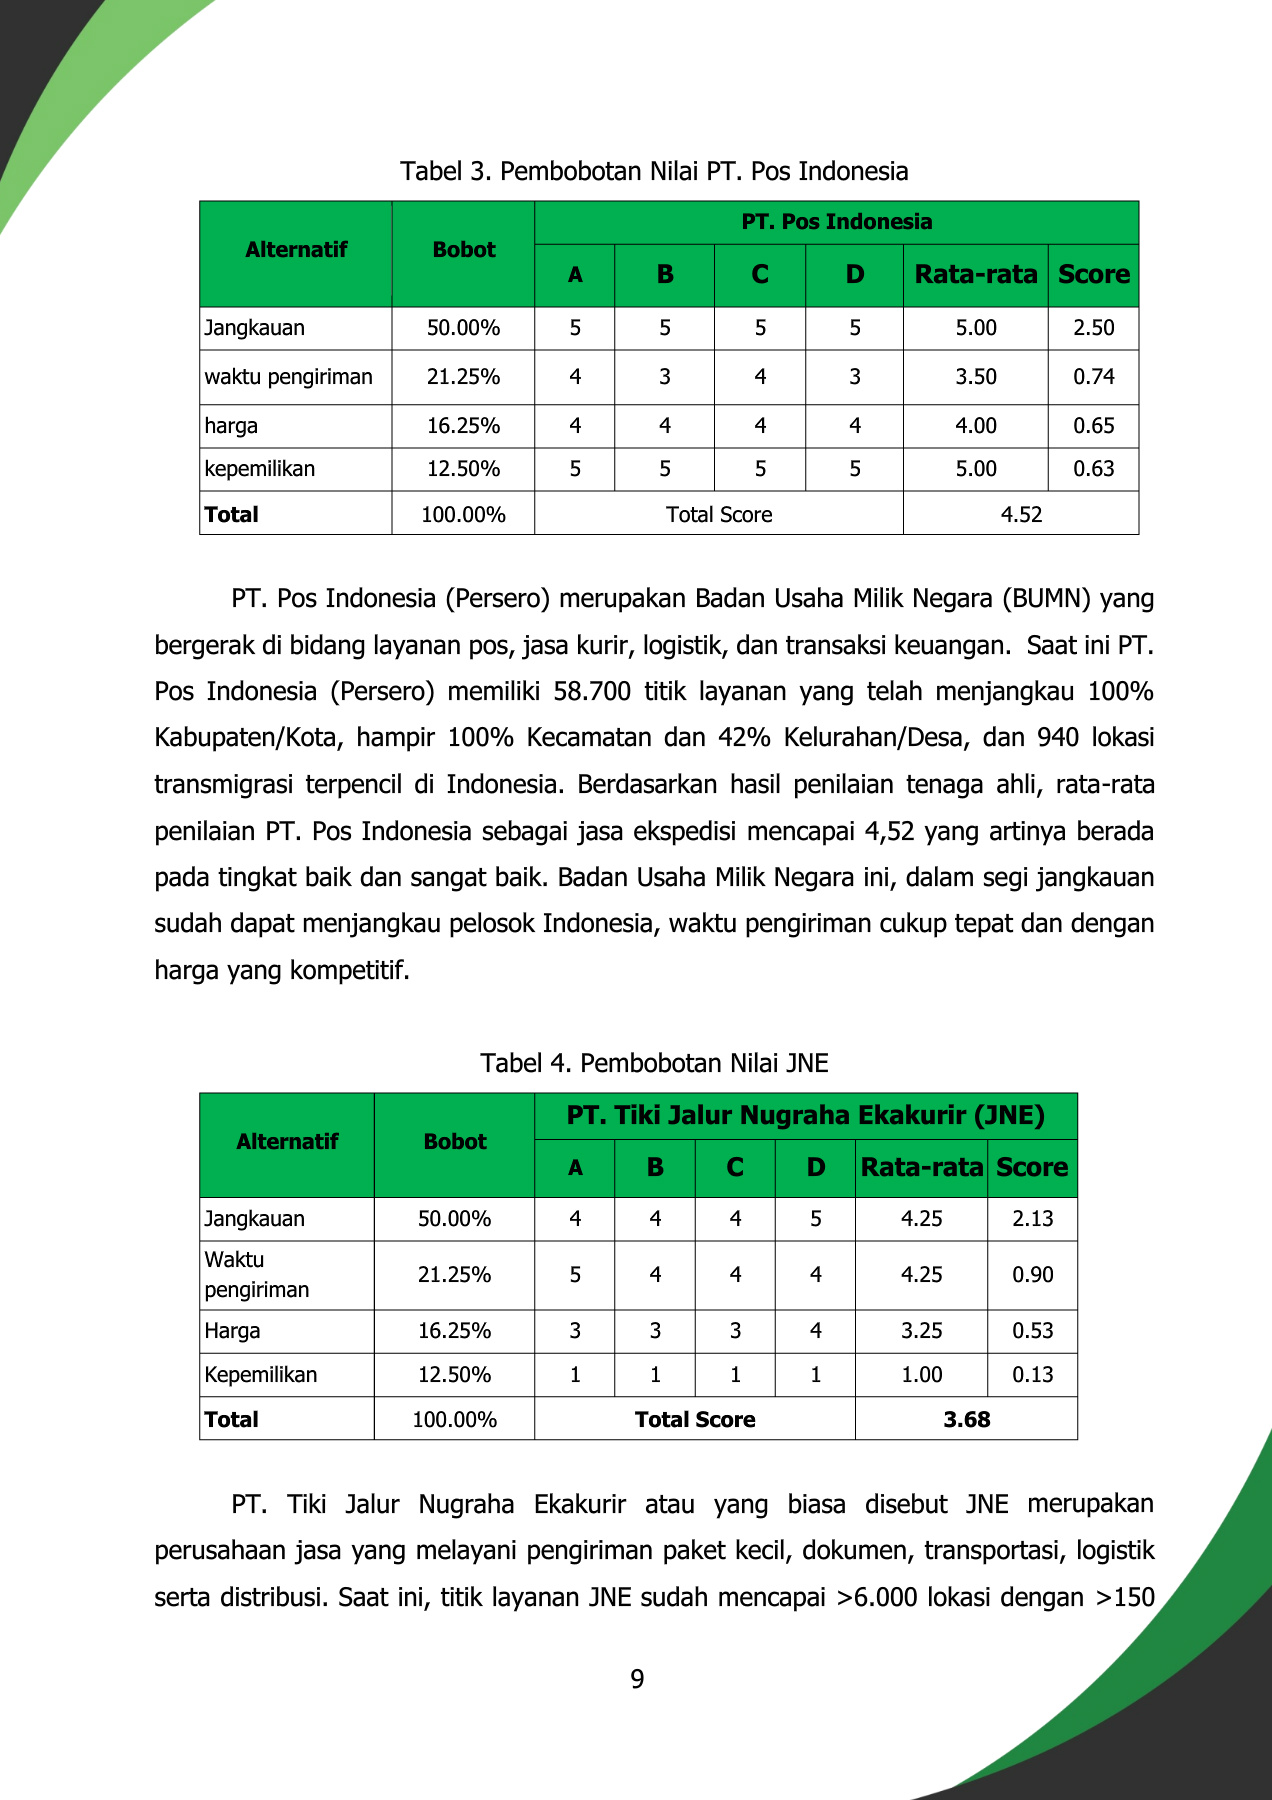 Tabel 3. Pembobotan Nilai PT. Pos Indonesia
Alternatif Bobot PT. Pos Indonesia
A B C D Rata-rata Score
Jangkauan 50.00% 5 5 5 5 5.00 2.50
waktu pengiriman 21.25% 4 3 4 3 3.50 0.74
harga 16.25% 4 4 4 4 4.00 0.65
kepemilikan 12.50% 5 5 5 5 5.00 0.63
Total 100.00% Total Score 4.52
PT. Pos Indonesia (Persero) merupakan Badan Usaha Milik Negara (BUMN) yang
bergerak di bidang layanan pos, jasa kurir, logistik, dan transaksi keuangan. Saat ini PT.
Pos Indonesia (Persero) memiliki 58.700 titik layanan yang telah menjangkau 100%
Kabupaten/Kota, hampir 100% Kecamatan dan 42% Kelurahan/Desa, dan 940 lokasi
transmigrasi terpencil di Indonesia. Berdasarkan hasil penilaian tenaga ahli, rata-rata
penilaian PT. Pos Indonesia sebagai jasa ekspedisi mencapai 4,52 yang artinya berada
pada tingkat baik dan sangat baik. Badan Usaha Milik Negara ini, dalam segi jangkauan
sudah dapat menjangkau pelosok Indonesia, waktu pengiriman cukup tepat dan dengan
harga yang kompetitif.
Tabel 4. Pembobotan Nilai JNE
Alternatif Bobot PT. Tiki Jalur Nugraha Ekakurir (JNE)
A B C D Rata-rata Score
Jangkauan 50.00% 4 4 4 5 4.25 2.13
Waktu
pengiriman 21.25% 5 4 4 4 4.25 0.90
Harga 16.25% 3 3 3 4 3.25 0.53
Kepemilikan 12.50% 1 1 1 1 1.00 0.13
Total 100.00% Total Score 3.68
PT. Tiki Jalur Nugraha Ekakurir atau yang biasa disebut JNE merupakan
perusahaan jasa yang melayani pengiriman paket kecil, dokumen, transportasi, logistik
serta distribusi. Saat ini, titik layanan JNE sudah mencapai >6.000 lokasi dengan >150
9